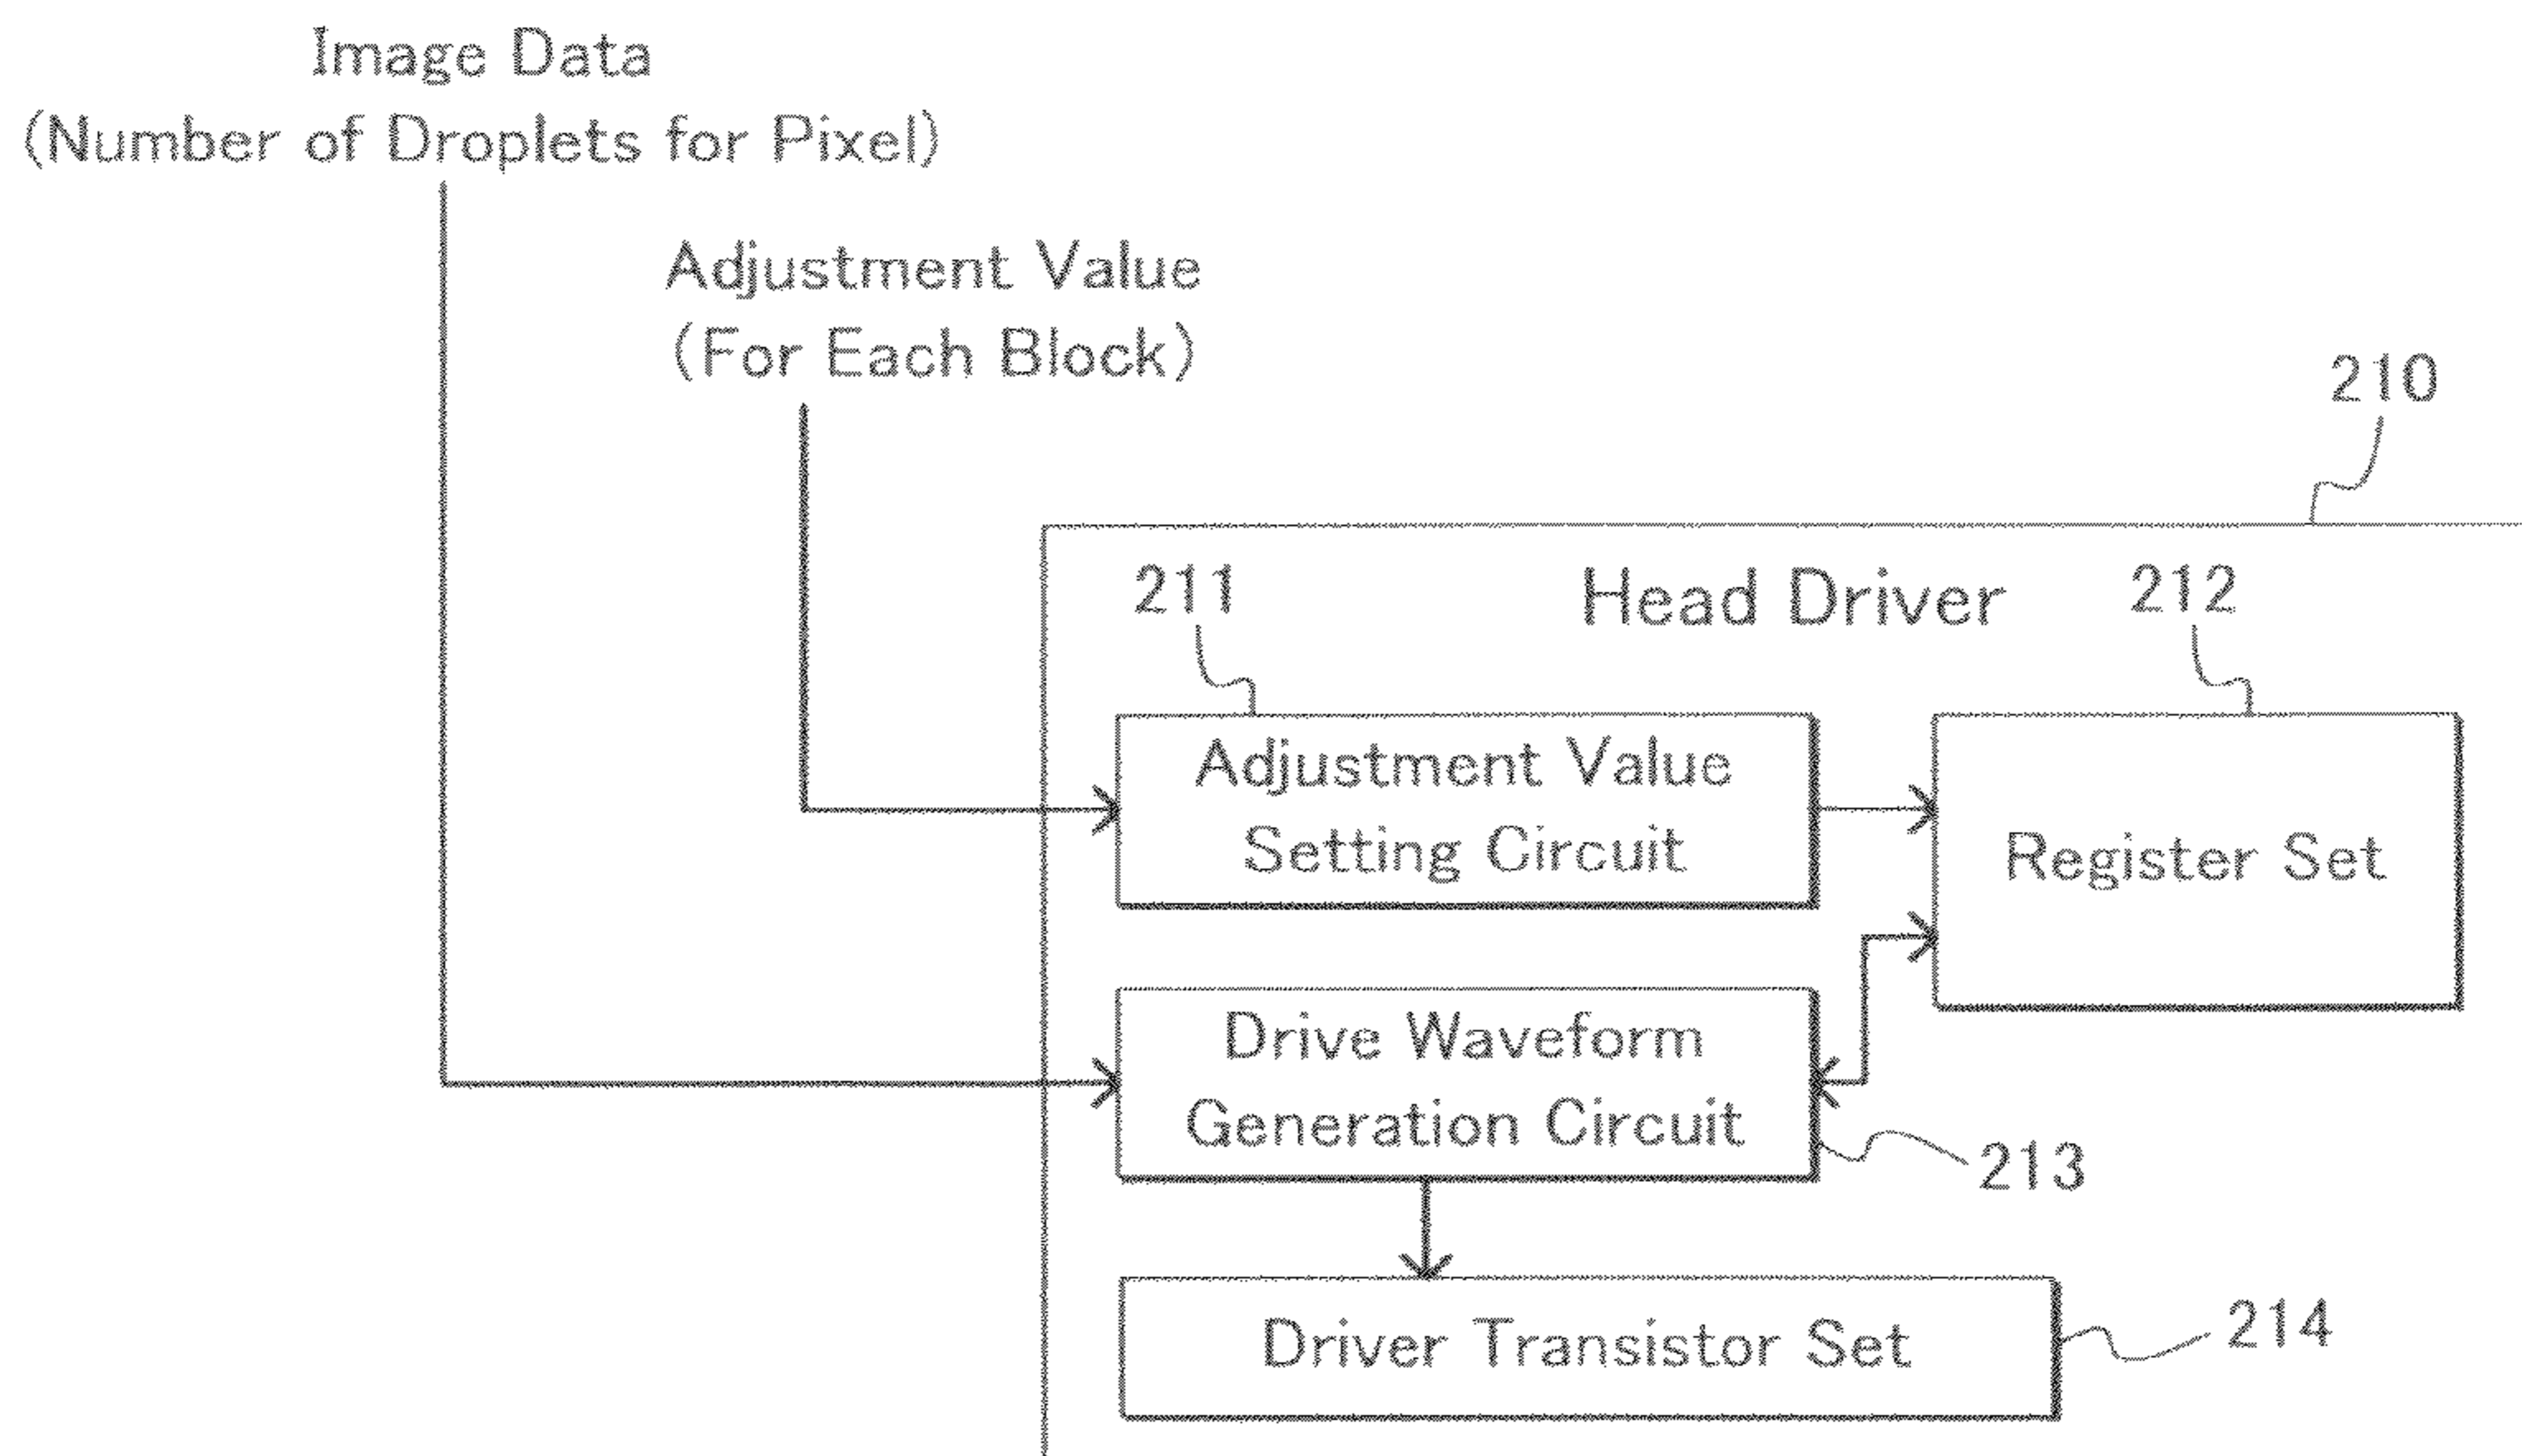 Image Data
(Number of Droplets for Pixel)
Adjustment Value
(For Each Block)
210
Head Driver
211
212
Adjustment Value
Setting Circuit
Register Set
Drive Waveform
Generation Circuit
213
Driver Transistor Set
214